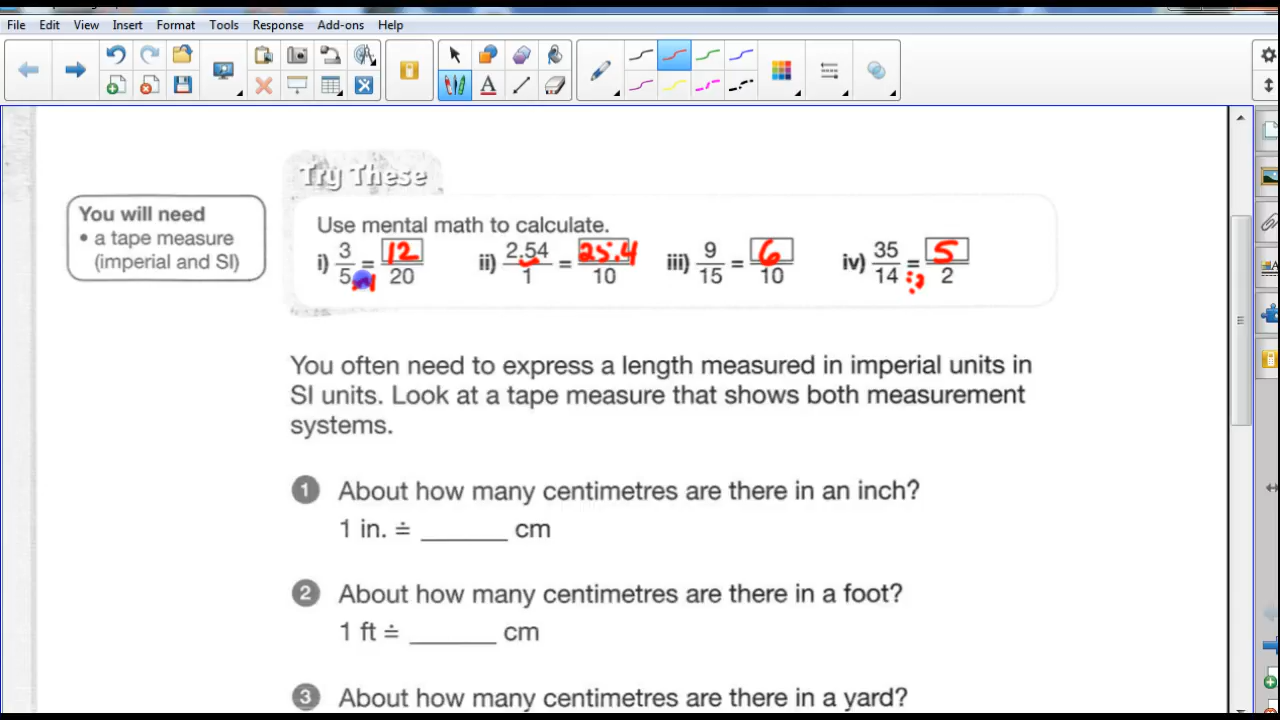 File Edit View Insert Format Tools Response Add-ons Help
Try These
You will need
• a tape measure
(imperial and SI)
Use mental math to calculate.
i) 3/5 = 12/20 ii) 2.54/1 = 25.4/10 iii) 9/15 = 6/10 iv) 35/14 = 5/2
You often need to express a length measured in imperial units in
SI units. Look at a tape measure that shows both measurement
systems.
1 About how many centimetres are there in an inch?
1 in. ≐ ______ cm
2 About how many centimetres are there in a foot?
1 ft ≐ ______ cm
3 About how many centimetres are there in a yard?